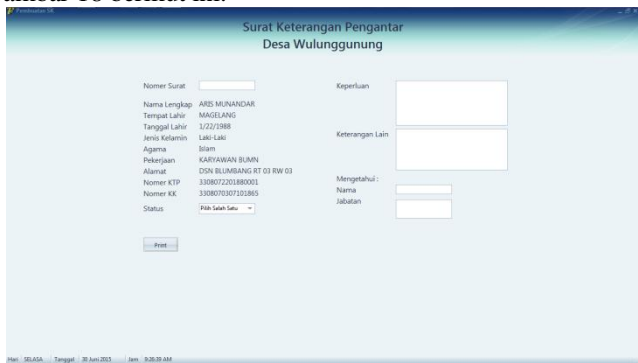 Pembuatan SK
Surat Keterangan Pengantar
Desa Wulunggunung
Nomer Surat
Nama Lengkap ARIS MUNANDAR
Tempat Lahir MAGELANG
Tanggal Lahir 1/22/1988
Jenis Kelamin Laki-Laki
Agama Islam
Pekerjaan KARYAWAN BUMN
Alamat DSN BLUMBANG RT 03 RW 03
Nomer KTP 3308072201880001
Nomer KK 3308070307101865
Status Pilih Salah Satu
Print
Keperluan
Keterangan Lain
Mengetahui :
Nama
Jabatan
Hari SELASA Tanggal 30 Juni 2015 Jam 9:28:39 AM